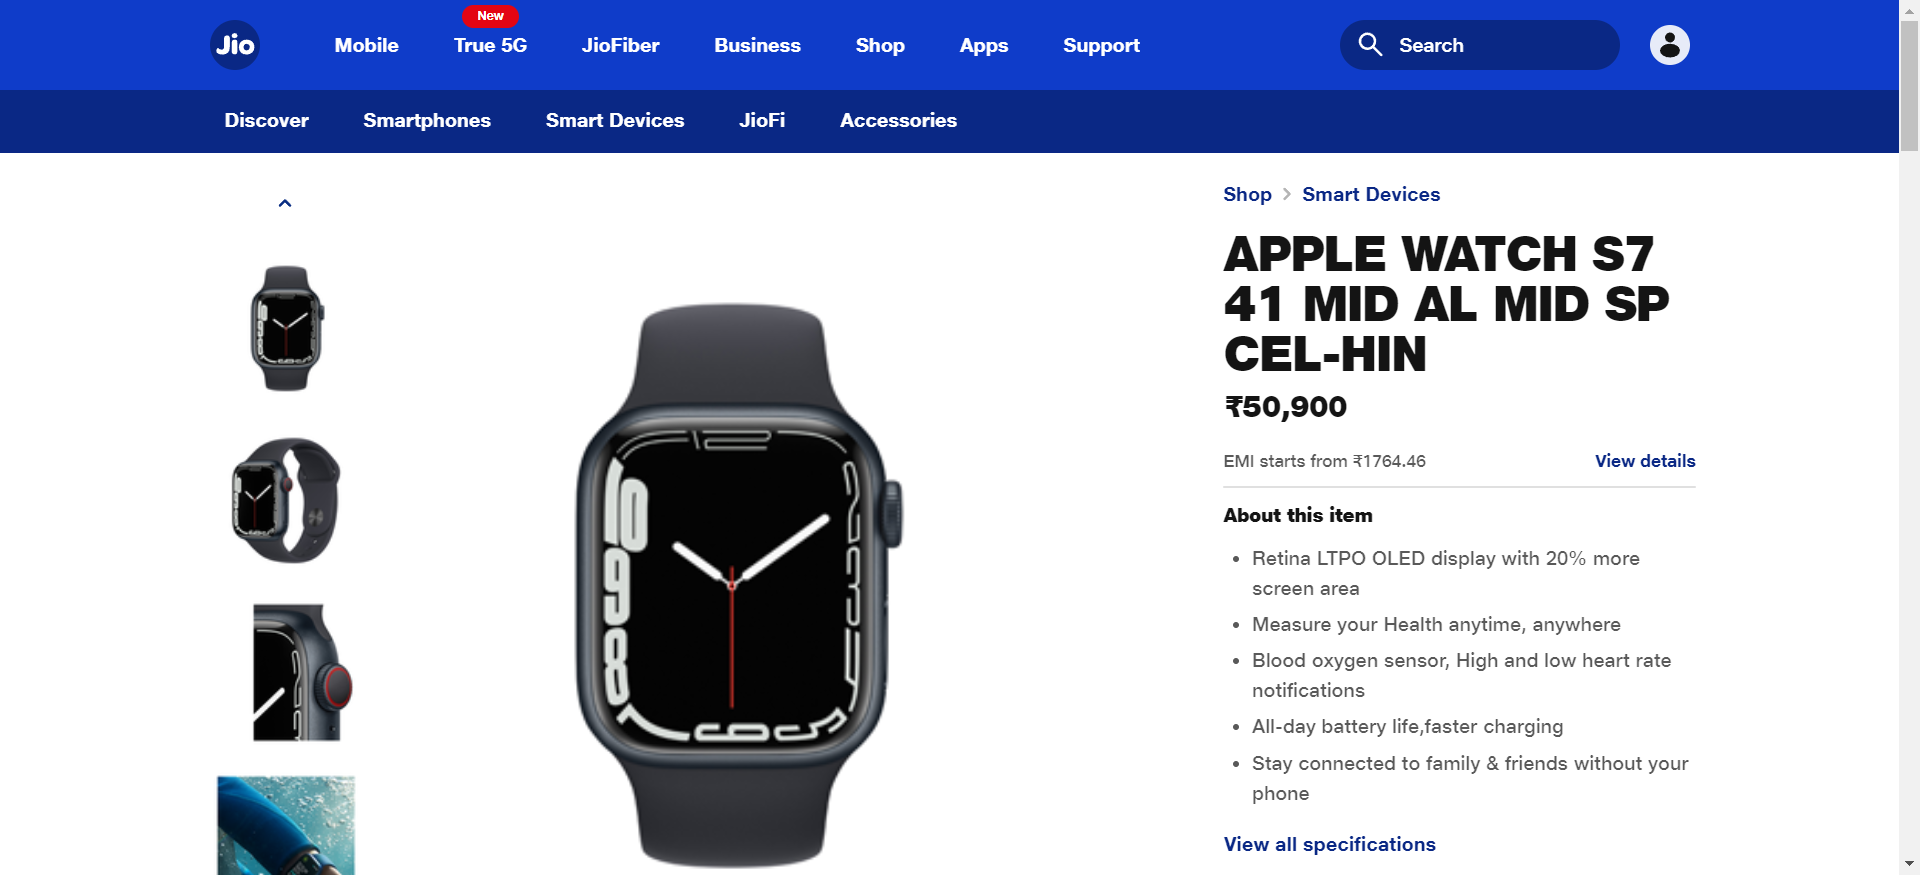 New
Jio
Mobile
True 5G
JioFiber
Business
Shop
Apps
Support
Search
Discover
Smartphones
Smart Devices
JioFi
Accessories
Shop
Smart Devices
APPLE WATCH S7
41 MID AL MID SP
CEL-HIN
₹50,900
EMI starts from ₹1764.46
View details
About this item
• Retina LTPO OLED display with 20% more
screen area
• Measure your Health anytime, anywhere
• Blood oxygen sensor, High and low heart rate
notifications
• All-day battery life,faster charging
• Stay connected to family & friends without your
phone
View all specifications